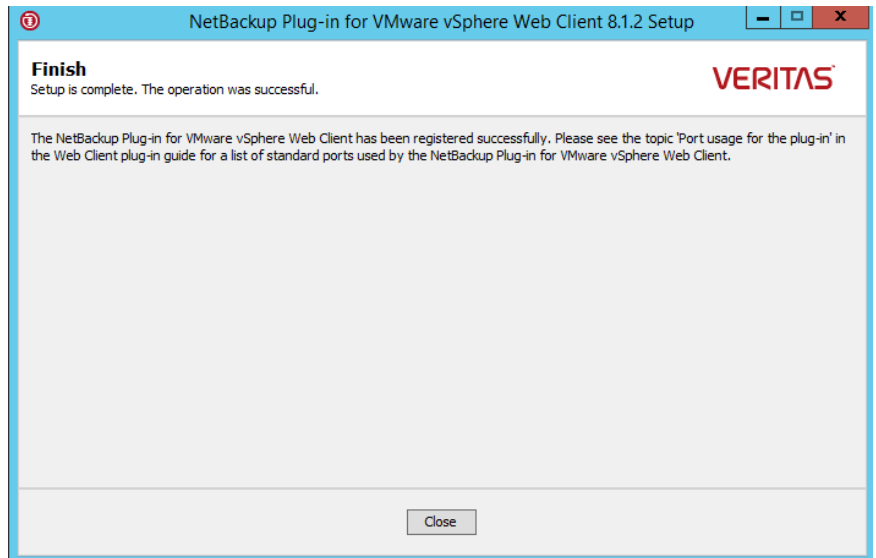 NetBackup Plug-in for VMware vSphere Web Client 8.1.2 Setup
Finish
Setup is complete. The operation was successful.
VERITAS
The NetBackup Plug-in for VMware vSphere Web Client has been registered successfully. Please see the topic 'Port usage for the plug-in' in
the Web Client plug-in guide for a list of standard ports used by the NetBackup Plug-in for VMware vSphere Web Client.
Close